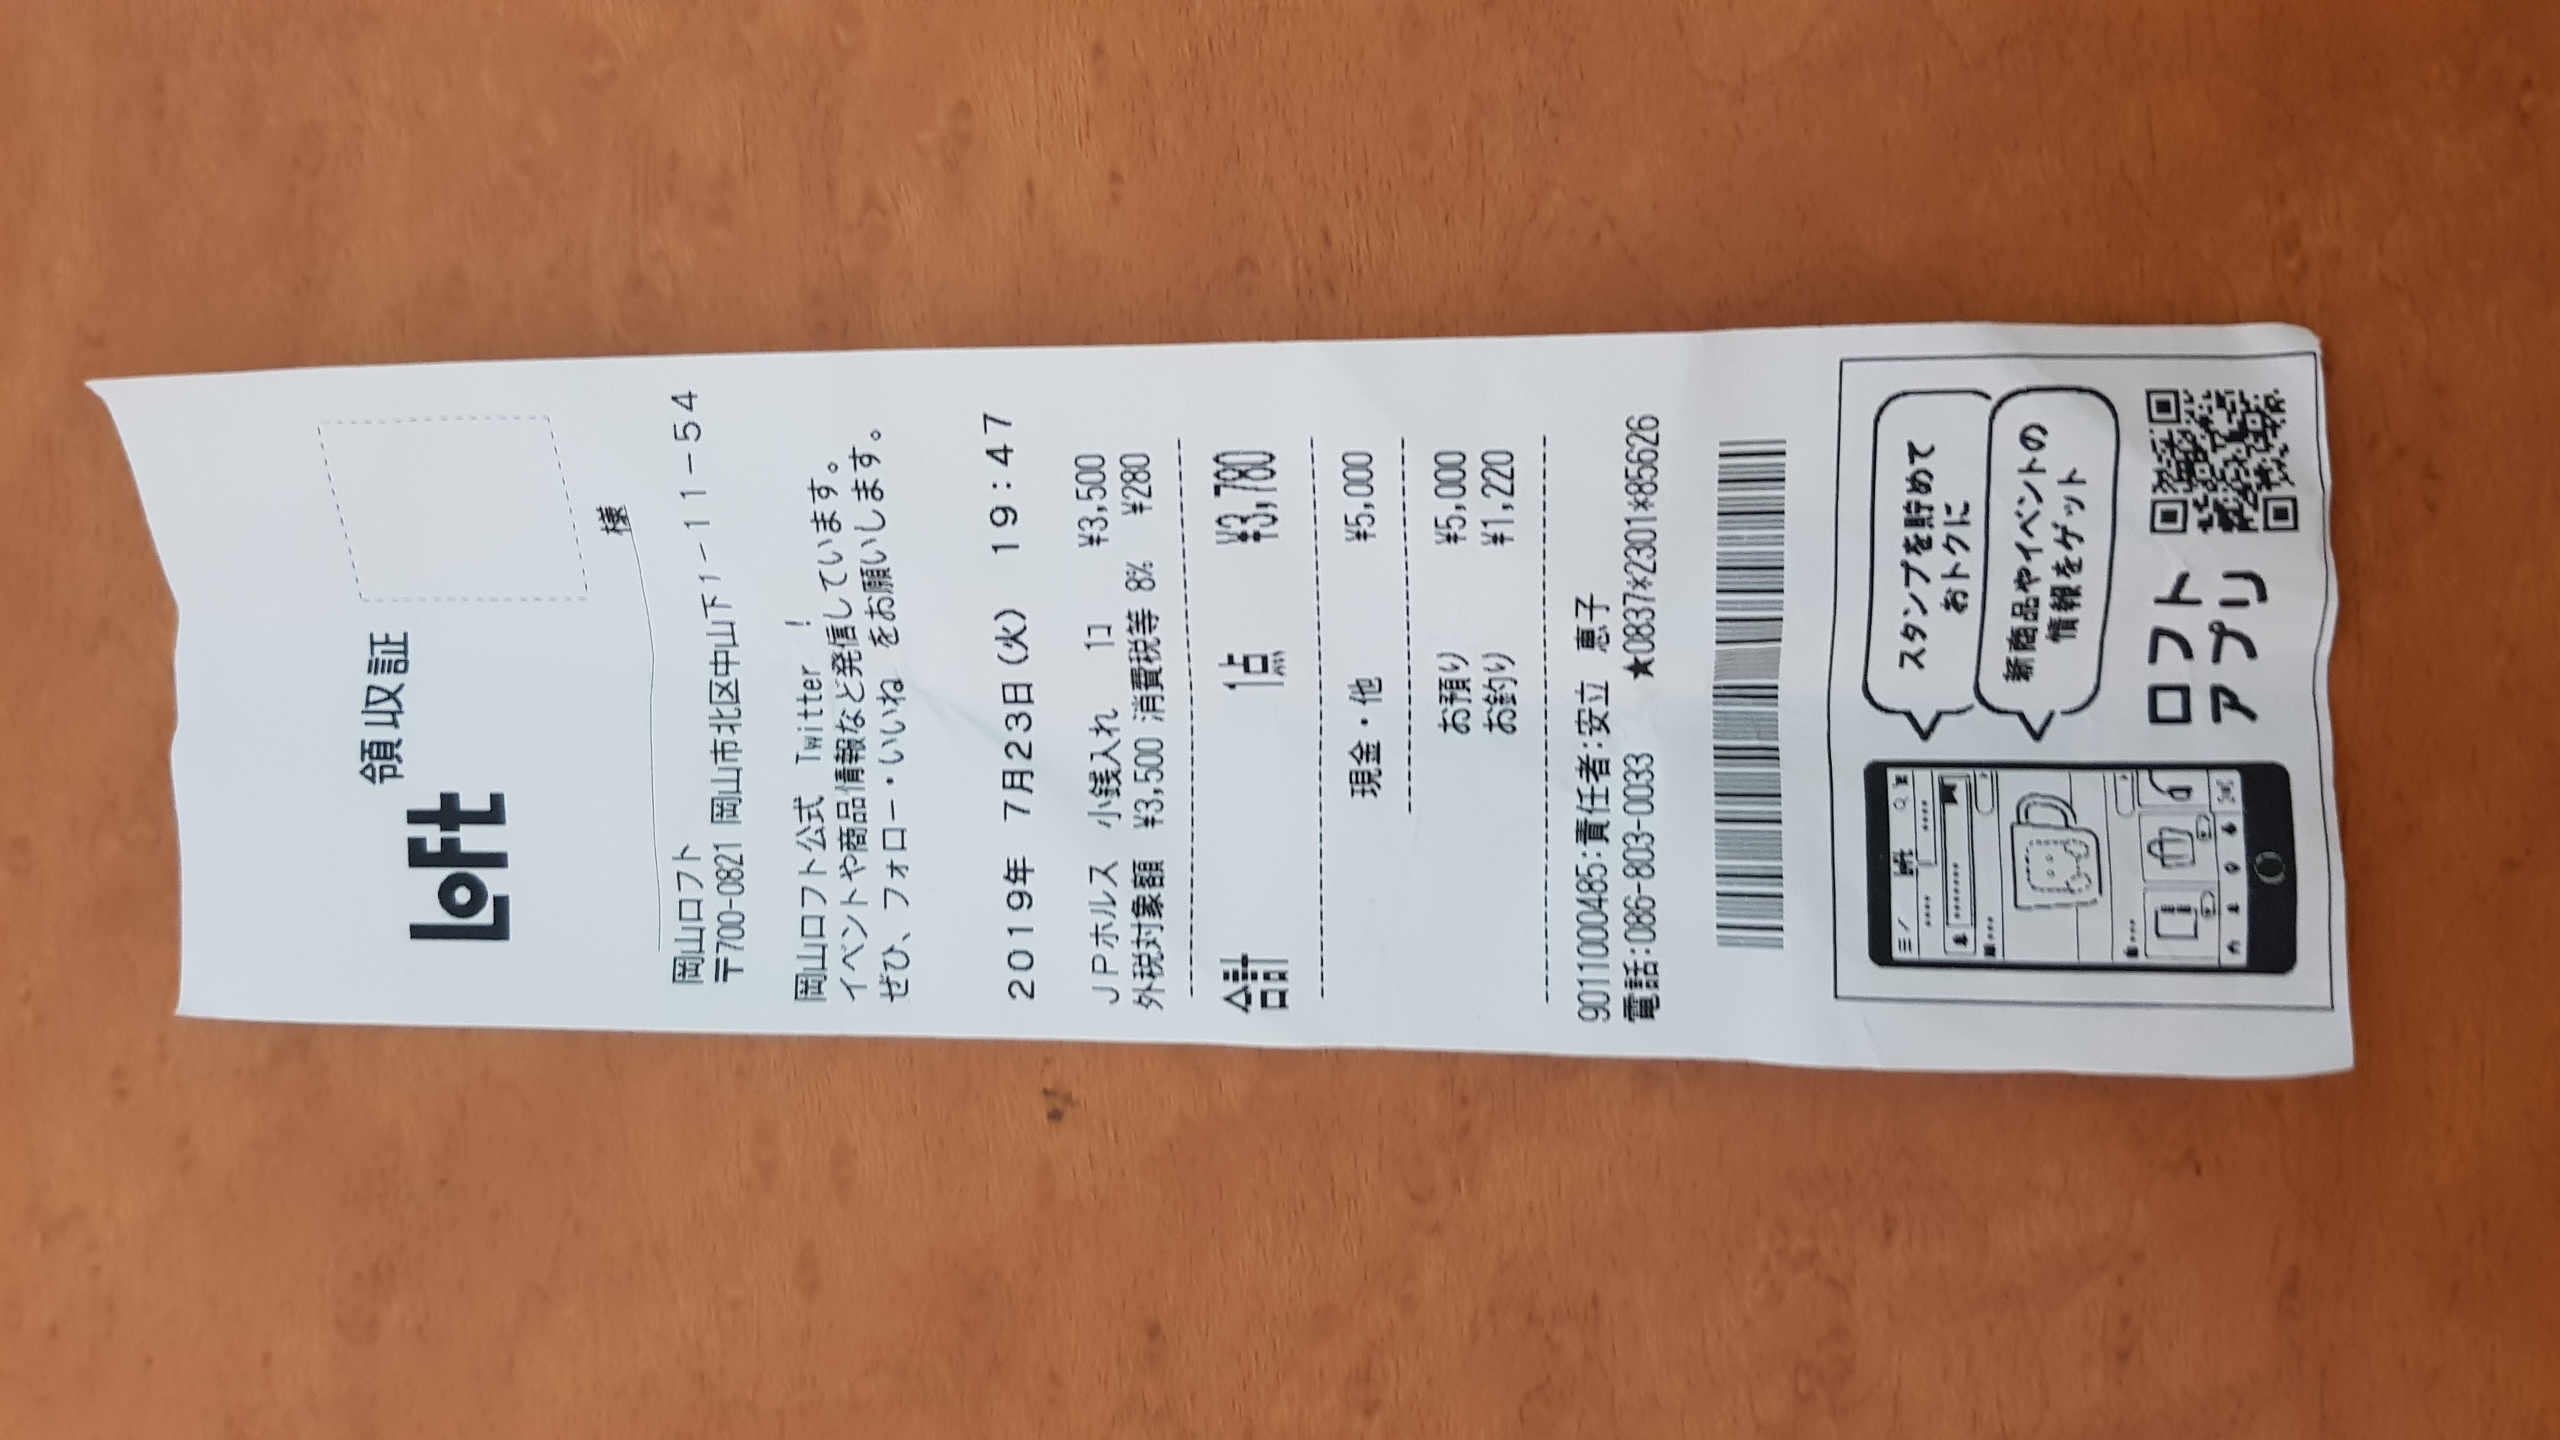 領収証
LOFT
様
岡山ロフト
〒700-0821 岡山市北区中山下1-11-54
岡山ロフト公式 Twitter !
イベントや商品情報など発信しています。
ぜひ、フォロー・いいね をお願いします。
2019年 7月23日(火) 19:47
JPホルス 小銭入れ 1コ ¥3,500
外税対象額 ¥3,500 消費税等 8% ¥280
合計 1点 ¥3,780
現金・他 ¥5,000
お預り ¥5,000
お釣り ¥1,220
9011000485:責任者:安立 恵子
電話:086-803-0033 ★0837*2301*85626
Loft
スタンプを貯めて
おトクに
新商品やイベントの
情報をゲット
ロフト
アプリ